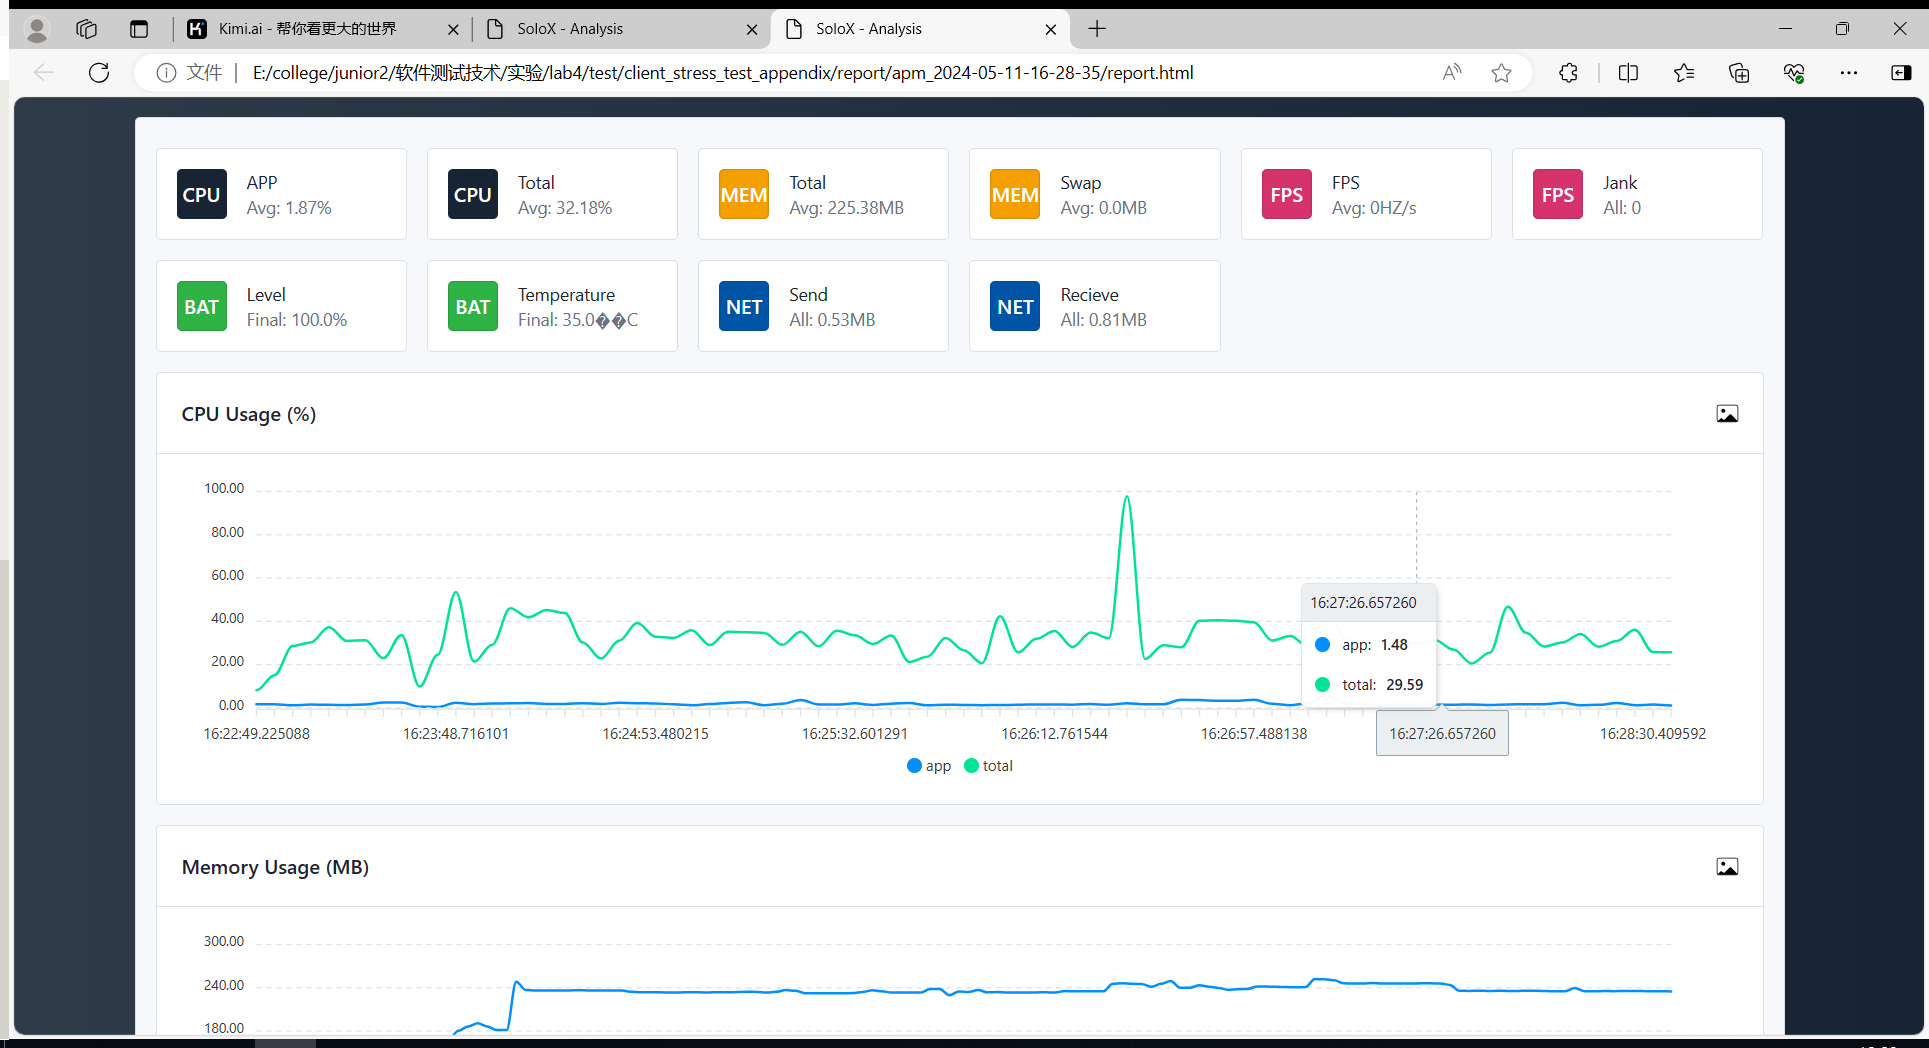 Kimi.ai - 帮你看更大的世界
SoloX - Analysis
SoloX - Analysis
文件
E:/college/junior2/软件测试技术/实验/lab4/test/client_stress_test_appendix/report/apm_2024-05-11-16-28-35/report.html
CPU
APP
Avg: 1.87%
CPU
Total
Avg: 32.18%
MEM
Total
Avg: 225.38MB
MEM
Swap
Avg: 0.0MB
FPS
FPS
Avg: 0HZ/s
FPS
Jank
All: 0
BAT
Level
Final: 100.0%
BAT
Temperature
Final: 35.0��C
NET
Send
All: 0.53MB
NET
Recieve
All: 0.81MB
CPU Usage (%)
100.00
80.00
60.00
40.00
20.00
0.00
16:27:26.657260
app: 1.48
total: 29.59
16:22:49.225088
16:23:48.716101
16:24:53.480215
16:25:32.601291
16:26:12.761544
16:26:57.488138
16:27:26.657260
16:28:30.409592
app
total
Memory Usage (MB)
300.00
240.00
180.00